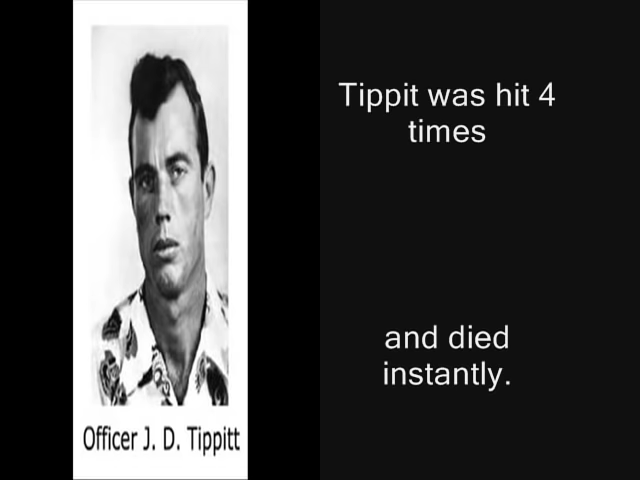 Tippit was hit 4
times
and died
instantly.
Officer J. D. Tippitt